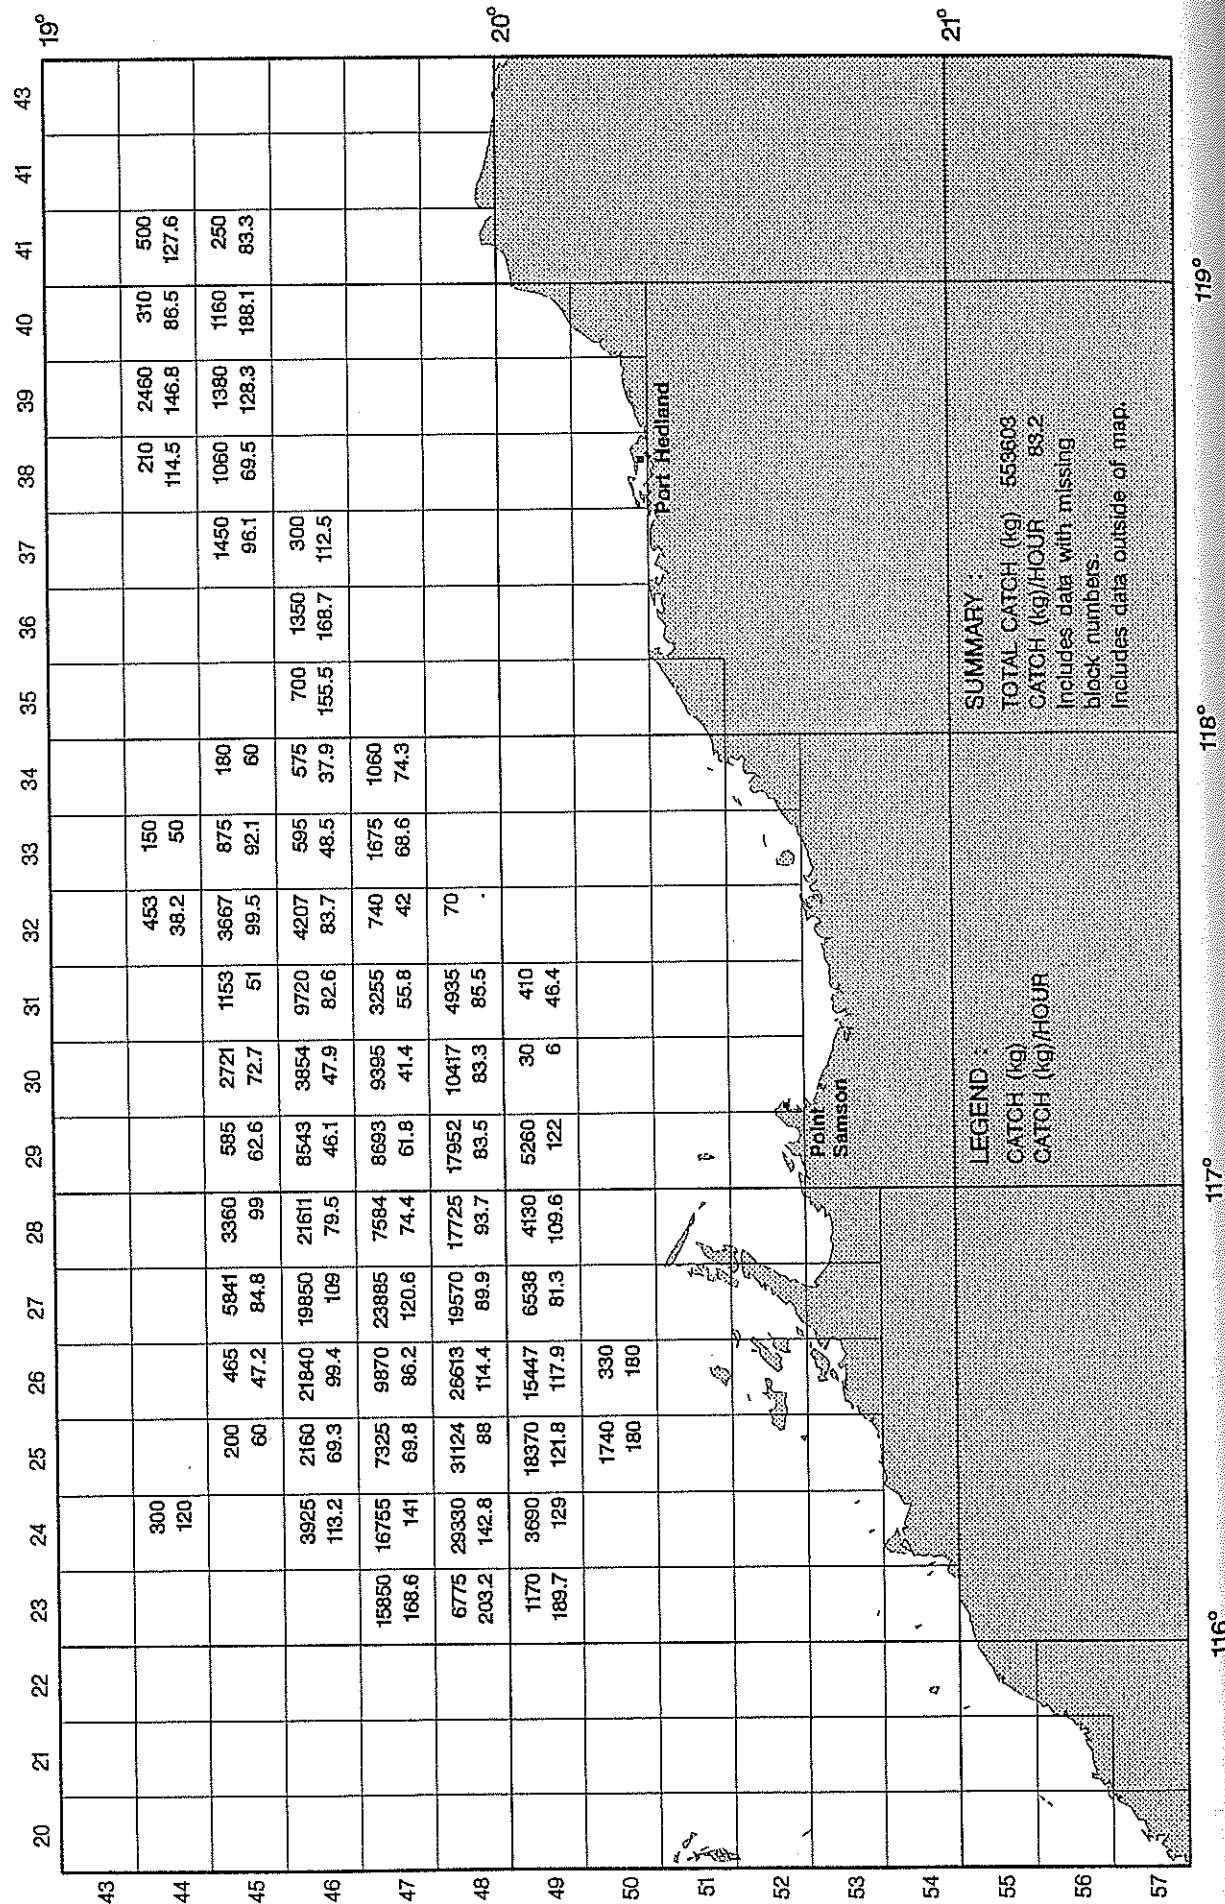 20 21 22 23 24 25 26 27 28 29 30 31 32 33 34 35 36 37 38 39 40 41 41 43
19°
43
44
300 453 150 210 2460 310 500
120 38.2 50 114.5 146.8 86.5 127.6
45
200 465 5841 3360 585 2721 1153 3667 875 180 1450 1060 1380 1160 250
60 47.2 84.8 99 62.6 72.7 51 99.5 92.1 60 96.1 69.5 128.3 188.1 83.3
46
3925 2160 21840 19850 21611 8543 3854 9720 4207 595 575 700 1350 300
113.2 69.3 99.4 109 79.5 46.1 47.9 82.6 83.7 48.5 37.9 155.5 168.7 112.5
47
15850 16755 7325 9870 23885 7584 8693 9395 3255 740 1675 1060
168.6 141 69.8 86.2 120.6 74.4 61.8 41.4 55.8 42 68.6 74.3
48
6775 29330 31124 26613 19570 17725 17952 10417 4935 70
203.2 142.8 88 114.4 89.9 93.7 83.5 83.3 85.5 .
20°
49
1170 3690 18370 15447 6538 4130 5260 30 410
189.7 129 121.8 117.9 81.3 109.6 122 6 46.4
50
1740 330
180 180
51
Port Hedland
52
53
Point
Samson
54
55
21°
56
57
LEGEND :
CATCH (kg)
CATCH (kg)/HOUR
SUMMARY :
TOTAL CATCH (kg) 553603
CATCH (kg)/HOUR 83.2
Includes data with missing
block numbers.
Includes data outside of map.
116° 117° 118° 119°